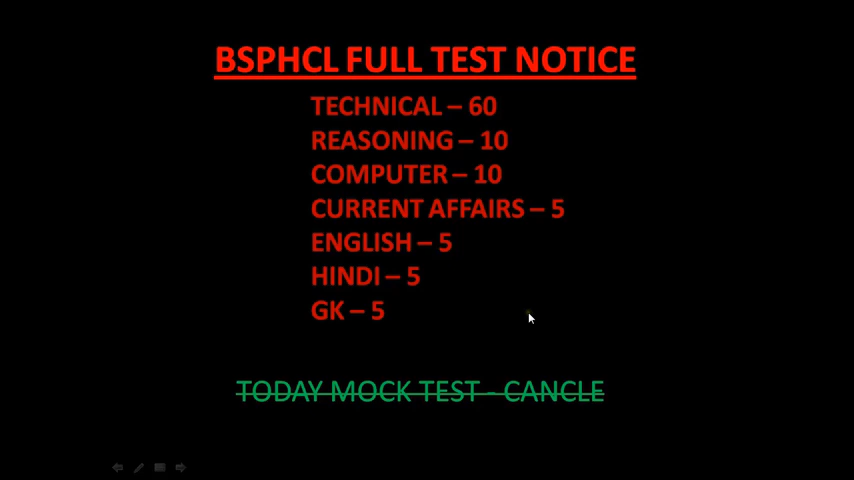 BSPHCL FULL TEST NOTICE
TECHNICAL – 60
REASONING – 10
COMPUTER – 10
CURRENT AFFAIRS – 5
ENGLISH – 5
HINDI – 5
GK – 5
TODAY MOCK TEST - CANCLE